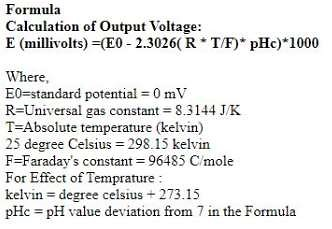 Formula
Calculation of Output Voltage:
E (millivolts) =(E0 - 2.3026( R * T/F)* pHc)*1000
Where,
E0=standard potential = 0 mV
R=Universal gas constant = 8.3144 J/K
T=Absolute temperature (kelvin)
25 degree Celsius = 298.15 kelvin
F=Faraday's constant = 96485 C/mole
For Effect of Temprature :
kelvin = degree celsius + 273.15
pHc = pH value deviation from 7 in the Formula